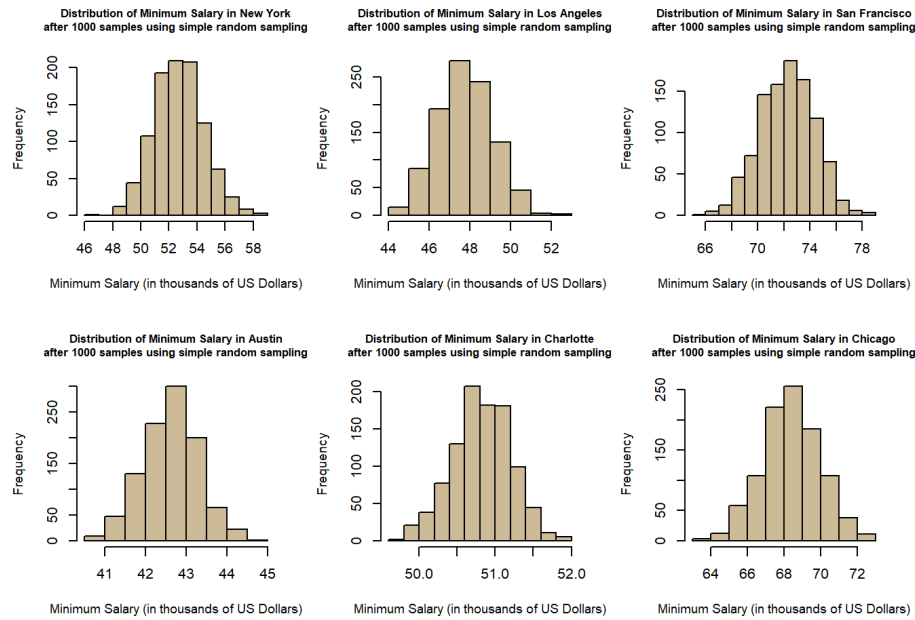 Distribution of Minimum Salary in New York
after 1000 samples using simple random sampling
Frequency
0 50 100 150 200
46 48 50 52 54 56 58
Minimum Salary (in thousands of US Dollars)
Distribution of Minimum Salary in Los Angeles
after 1000 samples using simple random sampling
Frequency
0 50 150 250
44 46 48 50 52
Minimum Salary (in thousands of US Dollars)
Distribution of Minimum Salary in San Francisco
after 1000 samples using simple random sampling
Frequency
0 50 100 150
66 70 74 78
Minimum Salary (in thousands of US Dollars)
Distribution of Minimum Salary in Austin
after 1000 samples using simple random sampling
Frequency
0 50 150 250
41 42 43 44 45
Minimum Salary (in thousands of US Dollars)
Distribution of Minimum Salary in Charlotte
after 1000 samples using simple random sampling
Frequency
0 50 100 150 200
50.0 51.0 52.0
Minimum Salary (in thousands of US Dollars)
Distribution of Minimum Salary in Chicago
after 1000 samples using simple random sampling
Frequency
0 50 150 250
64 66 68 70 72
Minimum Salary (in thousands of US Dollars)